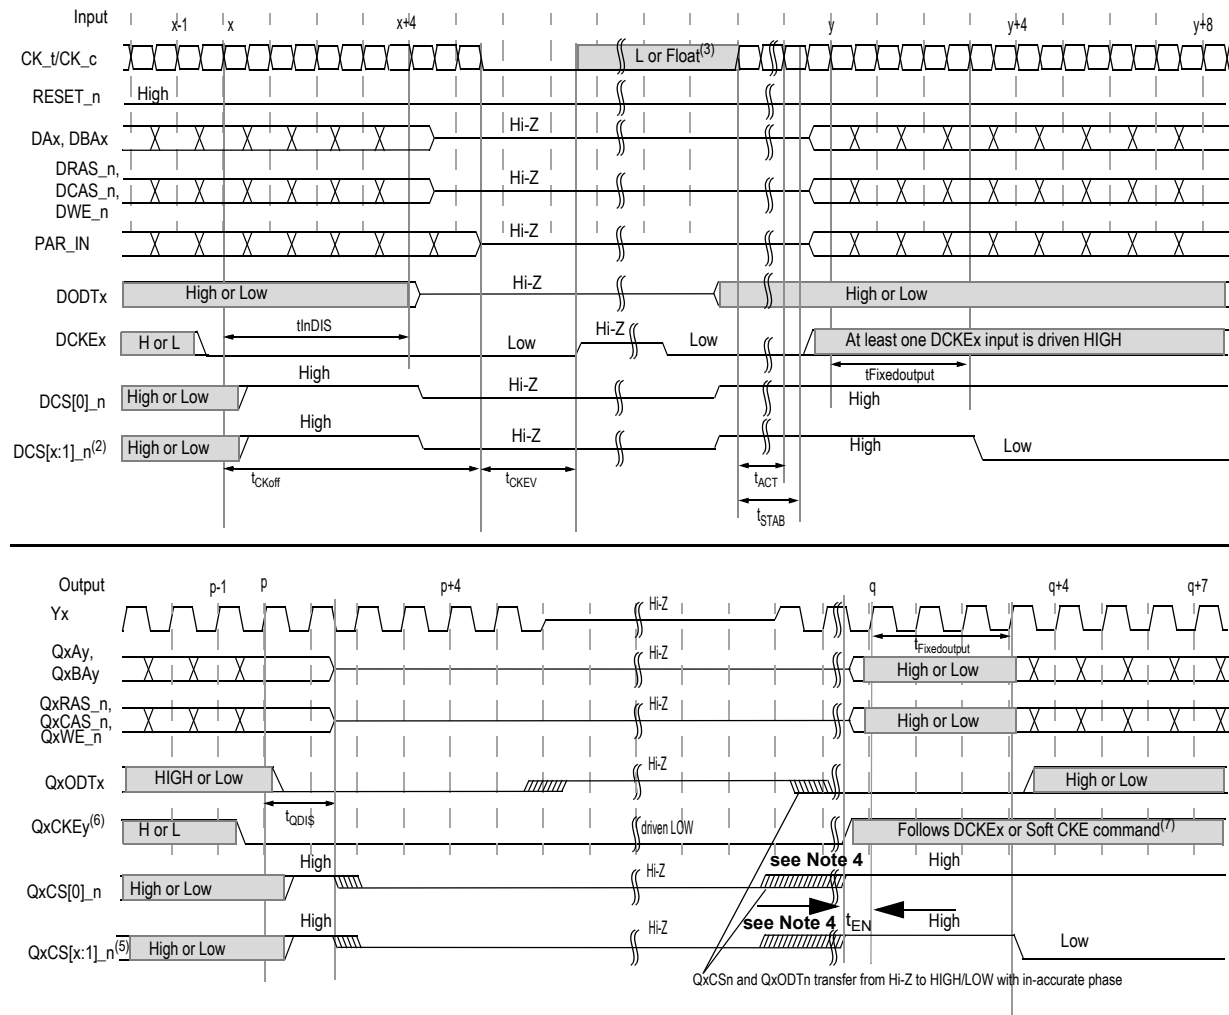 Input
x-1 x x+4 y y+4 y+8
CK_t/CK_c L or Float(3)
RESET_n High
DAx, DBAx Hi-Z
DRAS_n,
DCAS_n, Hi-Z
DWE_n
PAR_IN Hi-Z
DODTx High or Low Hi-Z High or Low
tInDIS
DCKEx H or L Low Hi-Z Low At least one DCKEx input is driven HIGH
tFixedoutput
DCS[0]_n High or Low High Hi-Z High
DCS[x:1]_n(2) High or Low High Hi-Z High Low
tCKoff tCKEV tACT
tSTAB
Output
p-1 p p+4 q q+4 q+7
Yx Hi-Z
tFixedoutput
QxAy,
QxBAy Hi-Z High or Low
QxRAS_n,
QxCAS_n, Hi-Z High or Low
QxWE_n
QxODTx HIGH or Low Hi-Z High or Low
tQDIS
QxCKEy(6) H or L driven LOW Follows DCKEx or Soft CKE command(7)
see Note 4 High
QxCS[0]_n High or Low High Hi-Z
see Note 4 tEN High
QxCS[x:1]_n(5) High or Low High Hi-Z Low
QxCSn and QxODTn transfer from Hi-Z to HIGH/LOW with in-accurate phase